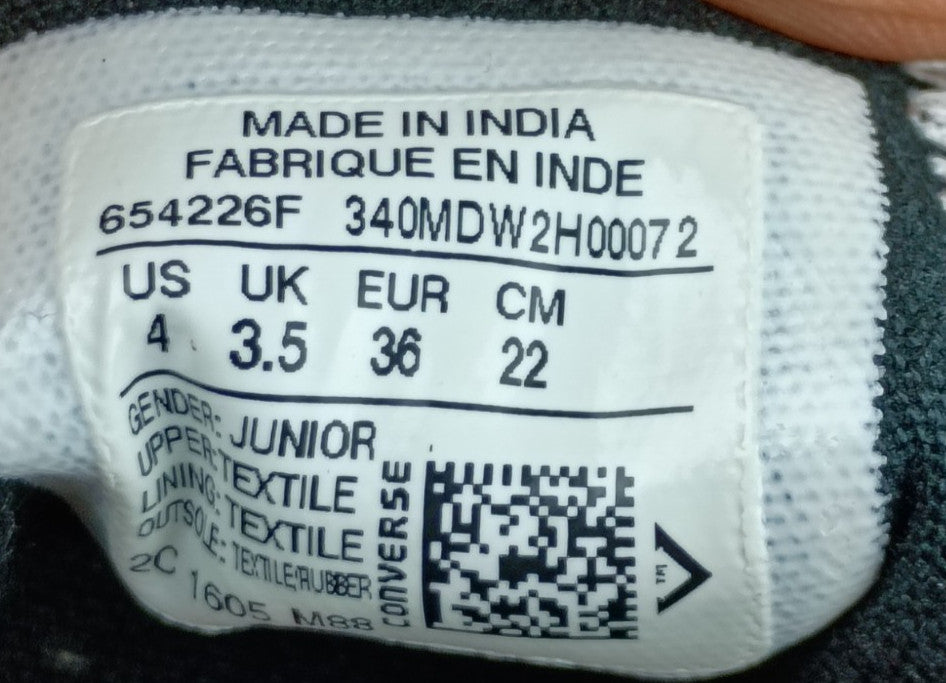 MADE IN INDIA
FABRIQUE EN INDE
654226F 340MDW2H00072
US UK EUR CM
4 3.5 36 22
GENDER: JUNIOR
UPPER: TEXTILE
LINING: TEXTILE
OUTSOLE: TEXTILE/RUBBER
2C 1605 M88
CONVERSE
TM